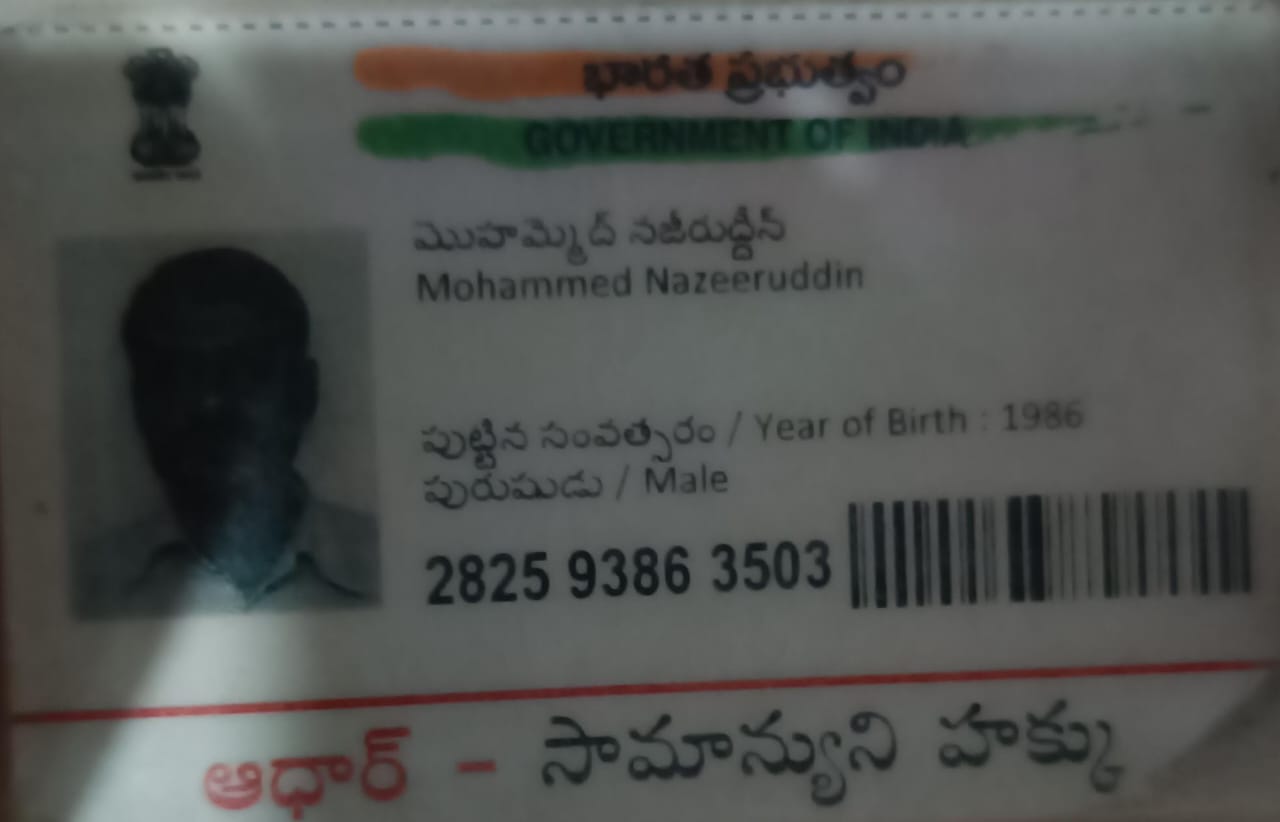 భారత ప్రభుత్వం
GOVERNMENT OF INDIA
మొహమ్మెద్ నజీరుద్దీన్
Mohammed Nazeeruddin
పుట్టిన సంవత్సరం / Year of Birth : 1986
పురుషుడు / Male
2825 9386 3503
ఆధార్ - సామాన్యుని హక్కు